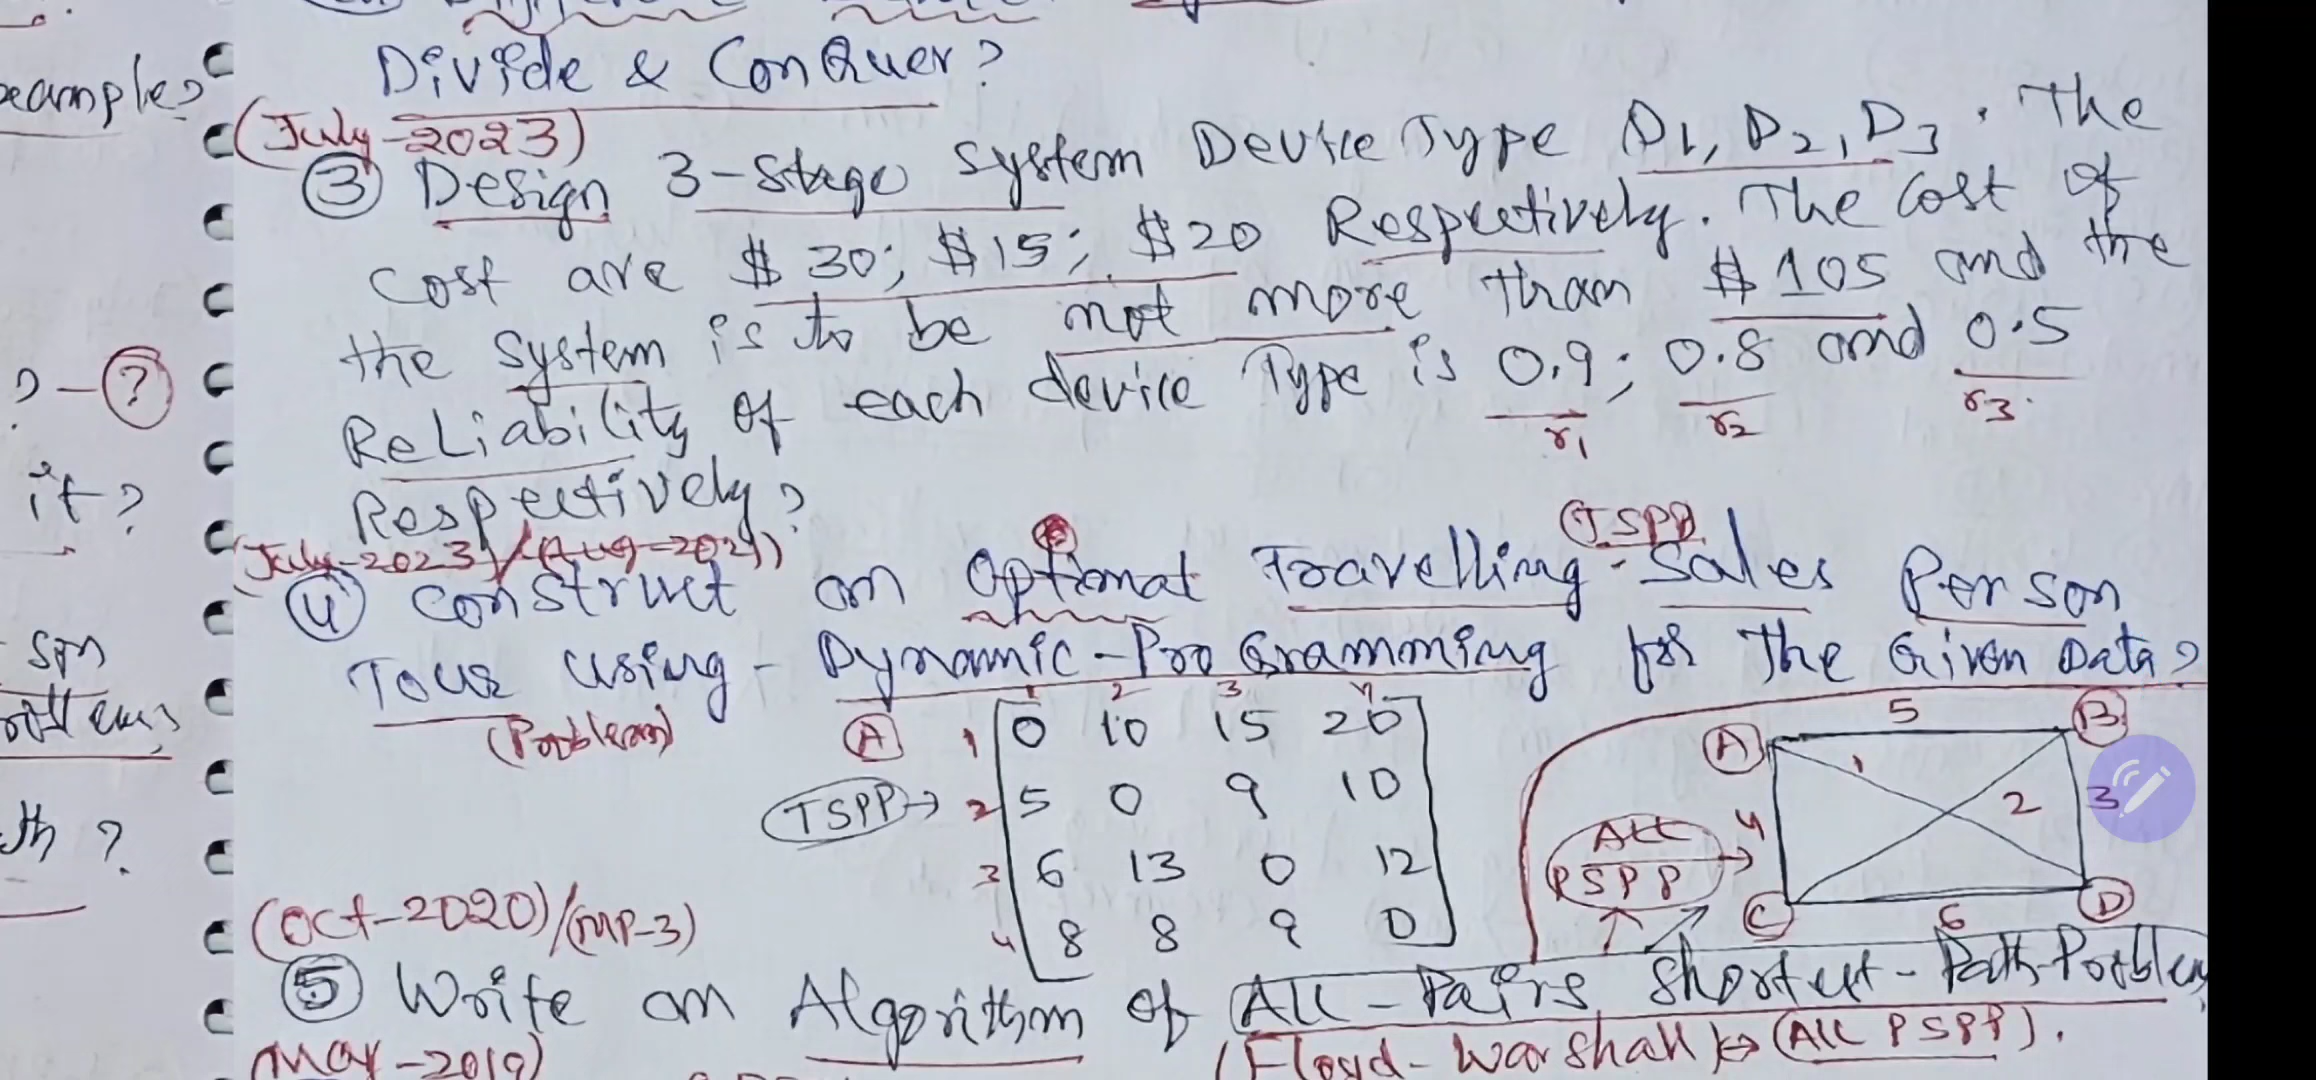 Divide & Conquer?
example?
(July-2023)
③ Design 3-Stage System Device Type D1, D2, D3. The
cost are $30; $15; $20 Respectively. The Cost of
the system is to be not more than $105 and the
Reliability of each device Type is 0.9; 0.8 and 0.5
r1 r2 r3
Respectively?
?-(?)
it?
(July-2023)/(Aug-2021)
(TSPP)
④ Construct an Optimal Travelling-Sales Person
Tour using-Dynamic-ProGramming for The Given Data?
(Problem)
(A)
TSPP→
1 2 3 4
1 0 10 15 20
2 5 0 9 10
3 6 13 0 12
4 8 8 9 0
A 5 B
1
4 2 3
C 6 D
ALL
PSPP
th?
(Oct-2020)/(MP-3)
⑤ Write an Algorithm of All-Pairs Shortest-Path-Problem
(Floyd-Warshall)↔(All PSPP).
(Mar-2019)